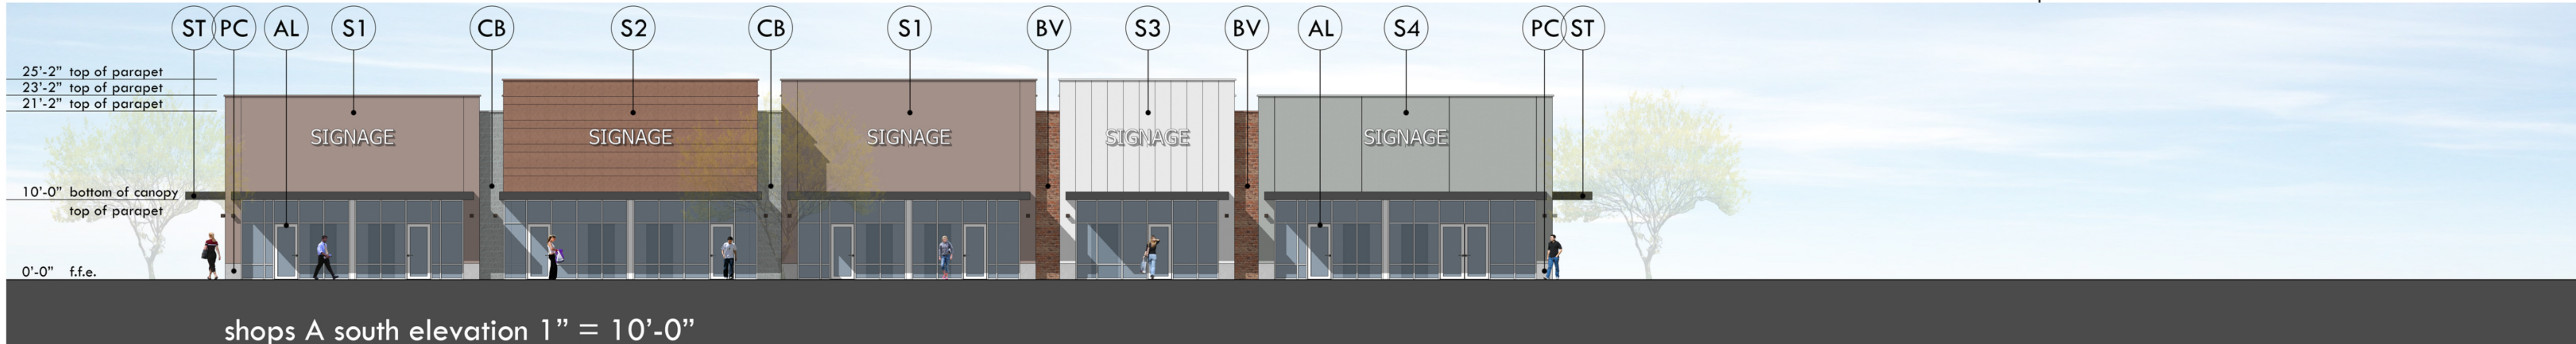 ST PC AL S1 CB S2 CB S1 BV S3 BV AL S4 PC ST
25'-2" top of parapet
23'-2" top of parapet
21'-2" top of parapet
SIGNAGE SIGNAGE SIGNAGE SIGNAGE SIGNAGE
10'-0" bottom of canopy
top of parapet
0'-0" f.f.e.
shops A south elevation 1" = 10'-0"